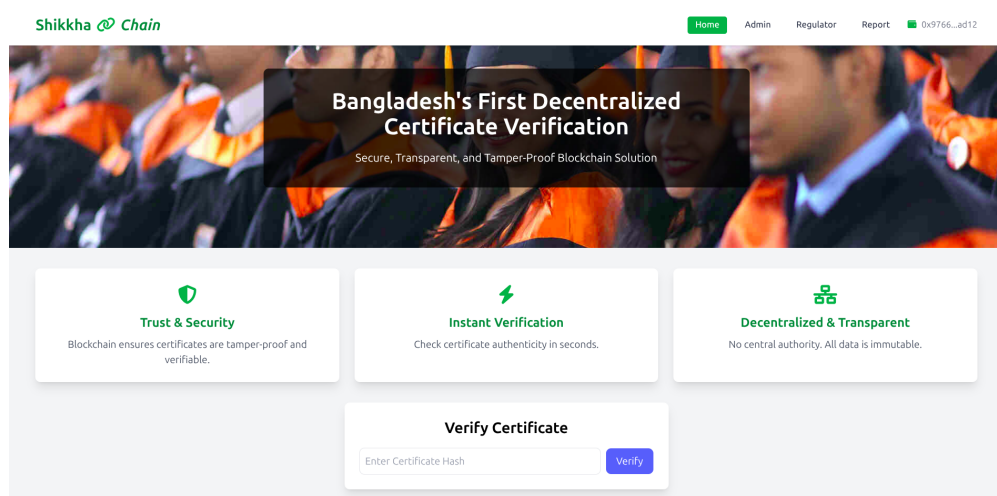 Shikkha Chain
Home Admin Regulator Report 0x9766...ad12
Bangladesh's First Decentralized
Certificate Verification
Secure, Transparent, and Tamper-Proof Blockchain Solution
Trust & Security
Blockchain ensures certificates are tamper-proof and
verifiable.
Instant Verification
Check certificate authenticity in seconds.
Decentralized & Transparent
No central authority. All data is immutable.
Verify Certificate
Enter Certificate Hash
Verify